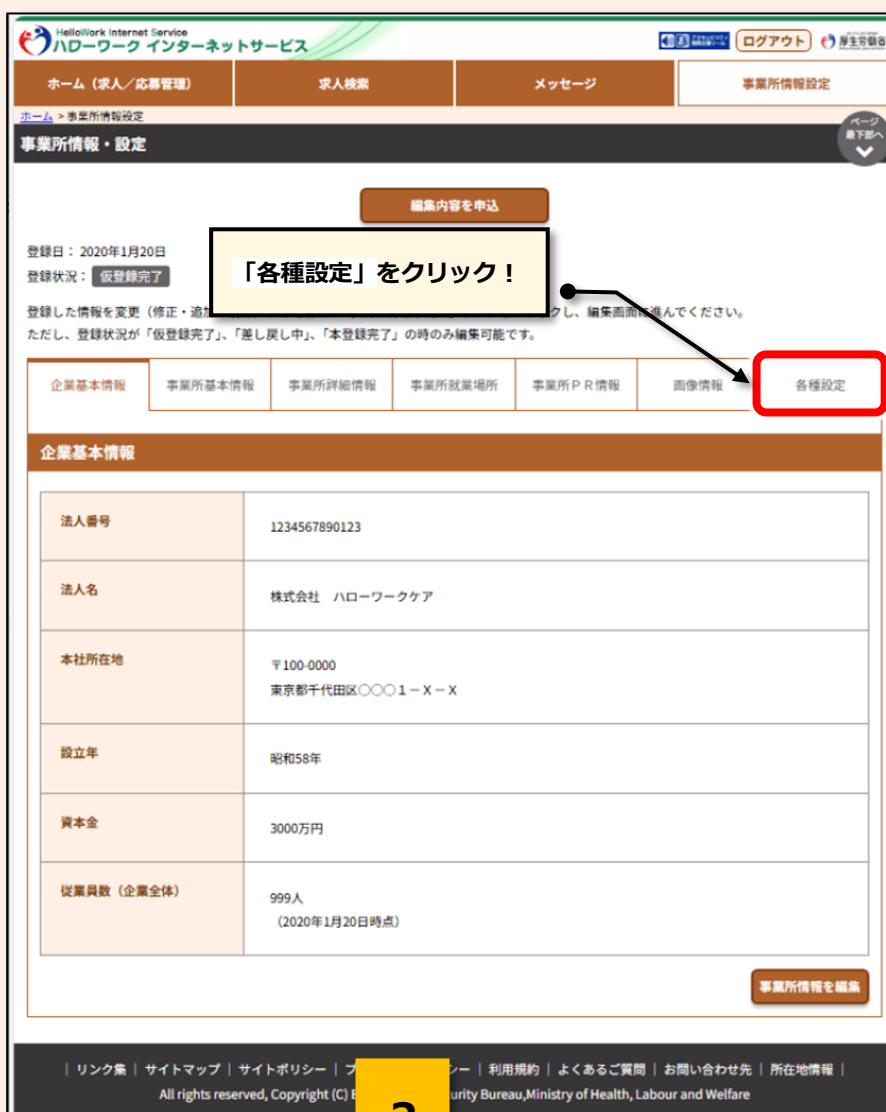 HelloWork Internet Service
ハローワーク インターネットサービス
ログアウト
厚生労働省
ホーム（求人／応募管理）
求人検索
メッセージ
事業所情報設定
ホーム > 事業所情報設定
ページ
最下部へ
事業所情報・設定
編集内容を申込
登録日： 2020年1月20日
登録状況： 仮登録完了
「各種設定」をクリック！
登録した情報を変更（修正・追加 クし、編集画面に進んでください。
ただし、登録状況が「仮登録完了」、「差し戻し中」、「本登録完了」の時のみ編集可能です。
企業基本情報
事業所基本情報
事業所詳細情報
事業所就業場所
事業所ＰＲ情報
画像情報
各種設定
企業基本情報
法人番号
1234567890123
法人名
株式会社　ハローワークケア
本社所在地
〒100-0000
東京都千代田区○○○１－Ｘ－Ｘ
設立年
昭和58年
資本金
3000万円
従業員数（企業全体）
999人
（2020年1月20日時点）
事業所情報を編集
｜ リンク集 ｜ サイトマップ ｜ サイトポリシー ｜ シー ｜ 利用規約 ｜ よくあるご質問 ｜ お問い合わせ先 ｜ 所在地情報 ｜
All rights reserved, Copyright (C) Bureau,Ministry of Health, Labour and Welfare